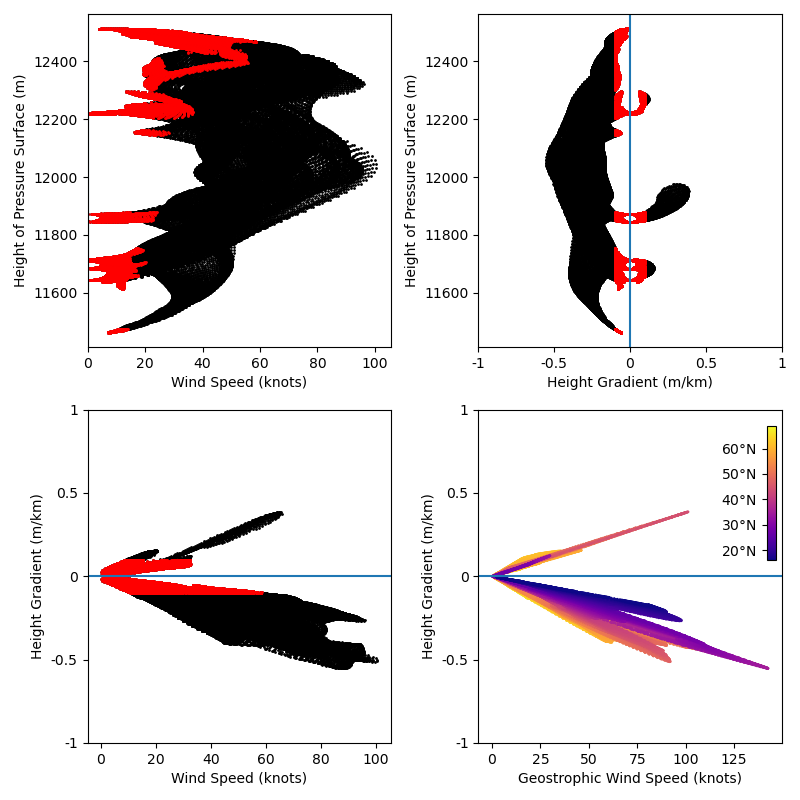 12400
12200
12000
11800
11600
Height of Pressure Surface (m)
0 20 40 60 80 100
Wind Speed (knots)
12400
12200
12000
11800
11600
Height of Pressure Surface (m)
-1 -0.5 0 0.5 1
Height Gradient (m/km)
1
0.5
0
-0.5
-1
Height Gradient (m/km)
0 20 40 60 80 100
Wind Speed (knots)
1
0.5
0
-0.5
-1
Height Gradient (m/km)
60°N
50°N
40°N
30°N
20°N
0 25 50 75 100 125
Geostrophic Wind Speed (knots)